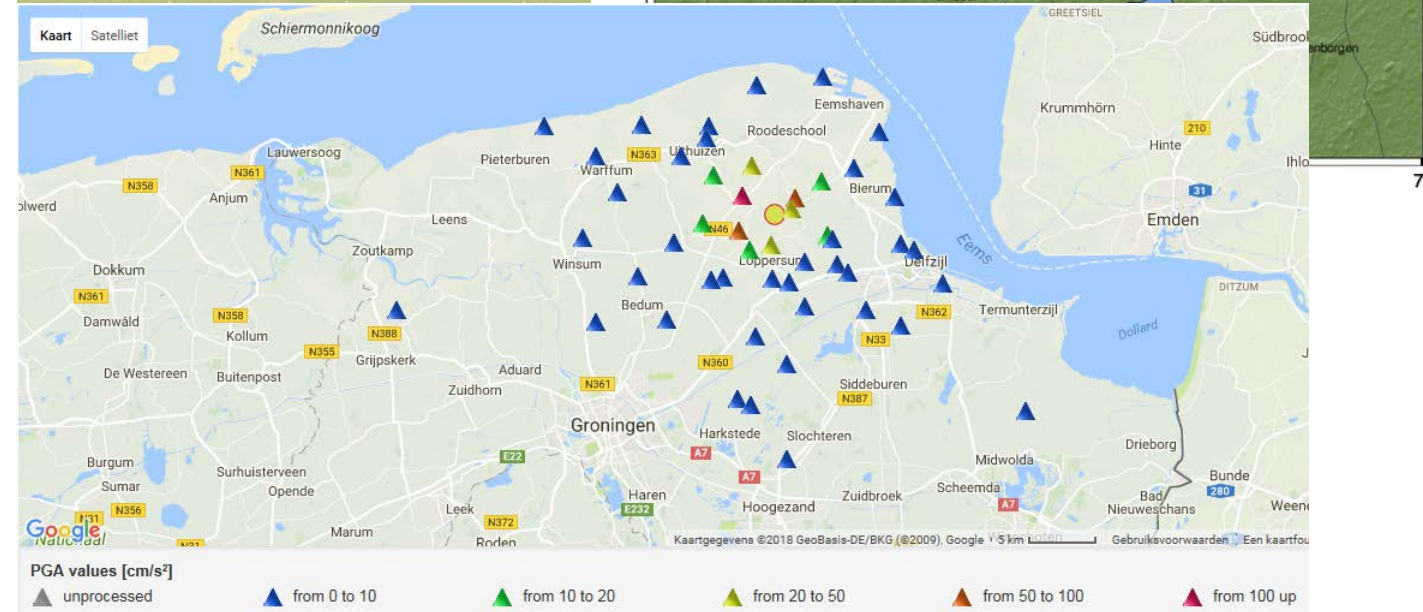 GREETSIEL
Kaart Satelliet
Schiermonnikoog
Südbrook
Eemshaven
Krummhörn
210
Roodeschool
Hinte
Lauwersoog
Pieterburen
N363
Uithuizen
Warffum
N361
Bierum
N358
31
7
Anjum
Leens
Emden
N46
Zoutkamp
Eems
Loppersum
Delfzijl
Winsum
Dokkum
DITZUM
N361
Bedum
Termunterzijl
N362
Damwâld
N358
Kollum
N388
Dollard
N33
N355
Grijpskerk
N360
De Westereen
Buitenpost
Aduard
Zuidhorn
N361
Siddeburen
N387
Groningen
Harkstede
Slochteren
Drieborg
E22
A7
Midwolda
Burgum
Surhuisterveen
Bunde
A7
Sumar
Opende
Scheemda
280
Haren
Zuidbroek
Bad
Nieuweschans
N31
N356
Leek
E232
Hoogezand
A7
N372
Google
Marum
Roden
N31
Kaartgegevens ©2018 GeoBasis-DE/BKG (©2009), Google
5 km
Gebruiksvoorwaarden
PGA values [cm/s²]
unprocessed from 0 to 10 from 10 to 20 from 20 to 50 from 50 to 100 from 100 up